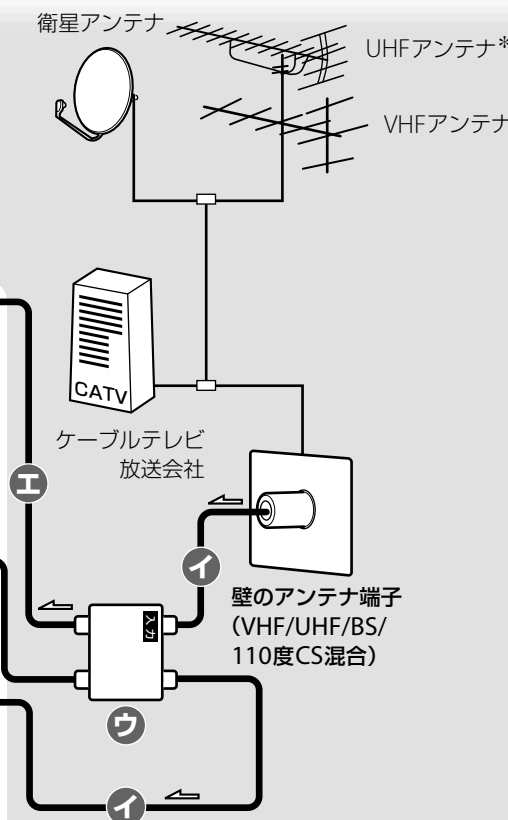 衛星アンテナ
UHFアンテナ*
VHFアンテナ
CATV
ケーブルテレビ
放送会社
エ
イ
壁のアンテナ端子
(VHF/UHF/BS/
110度CS混合)
入力
ウ
イ